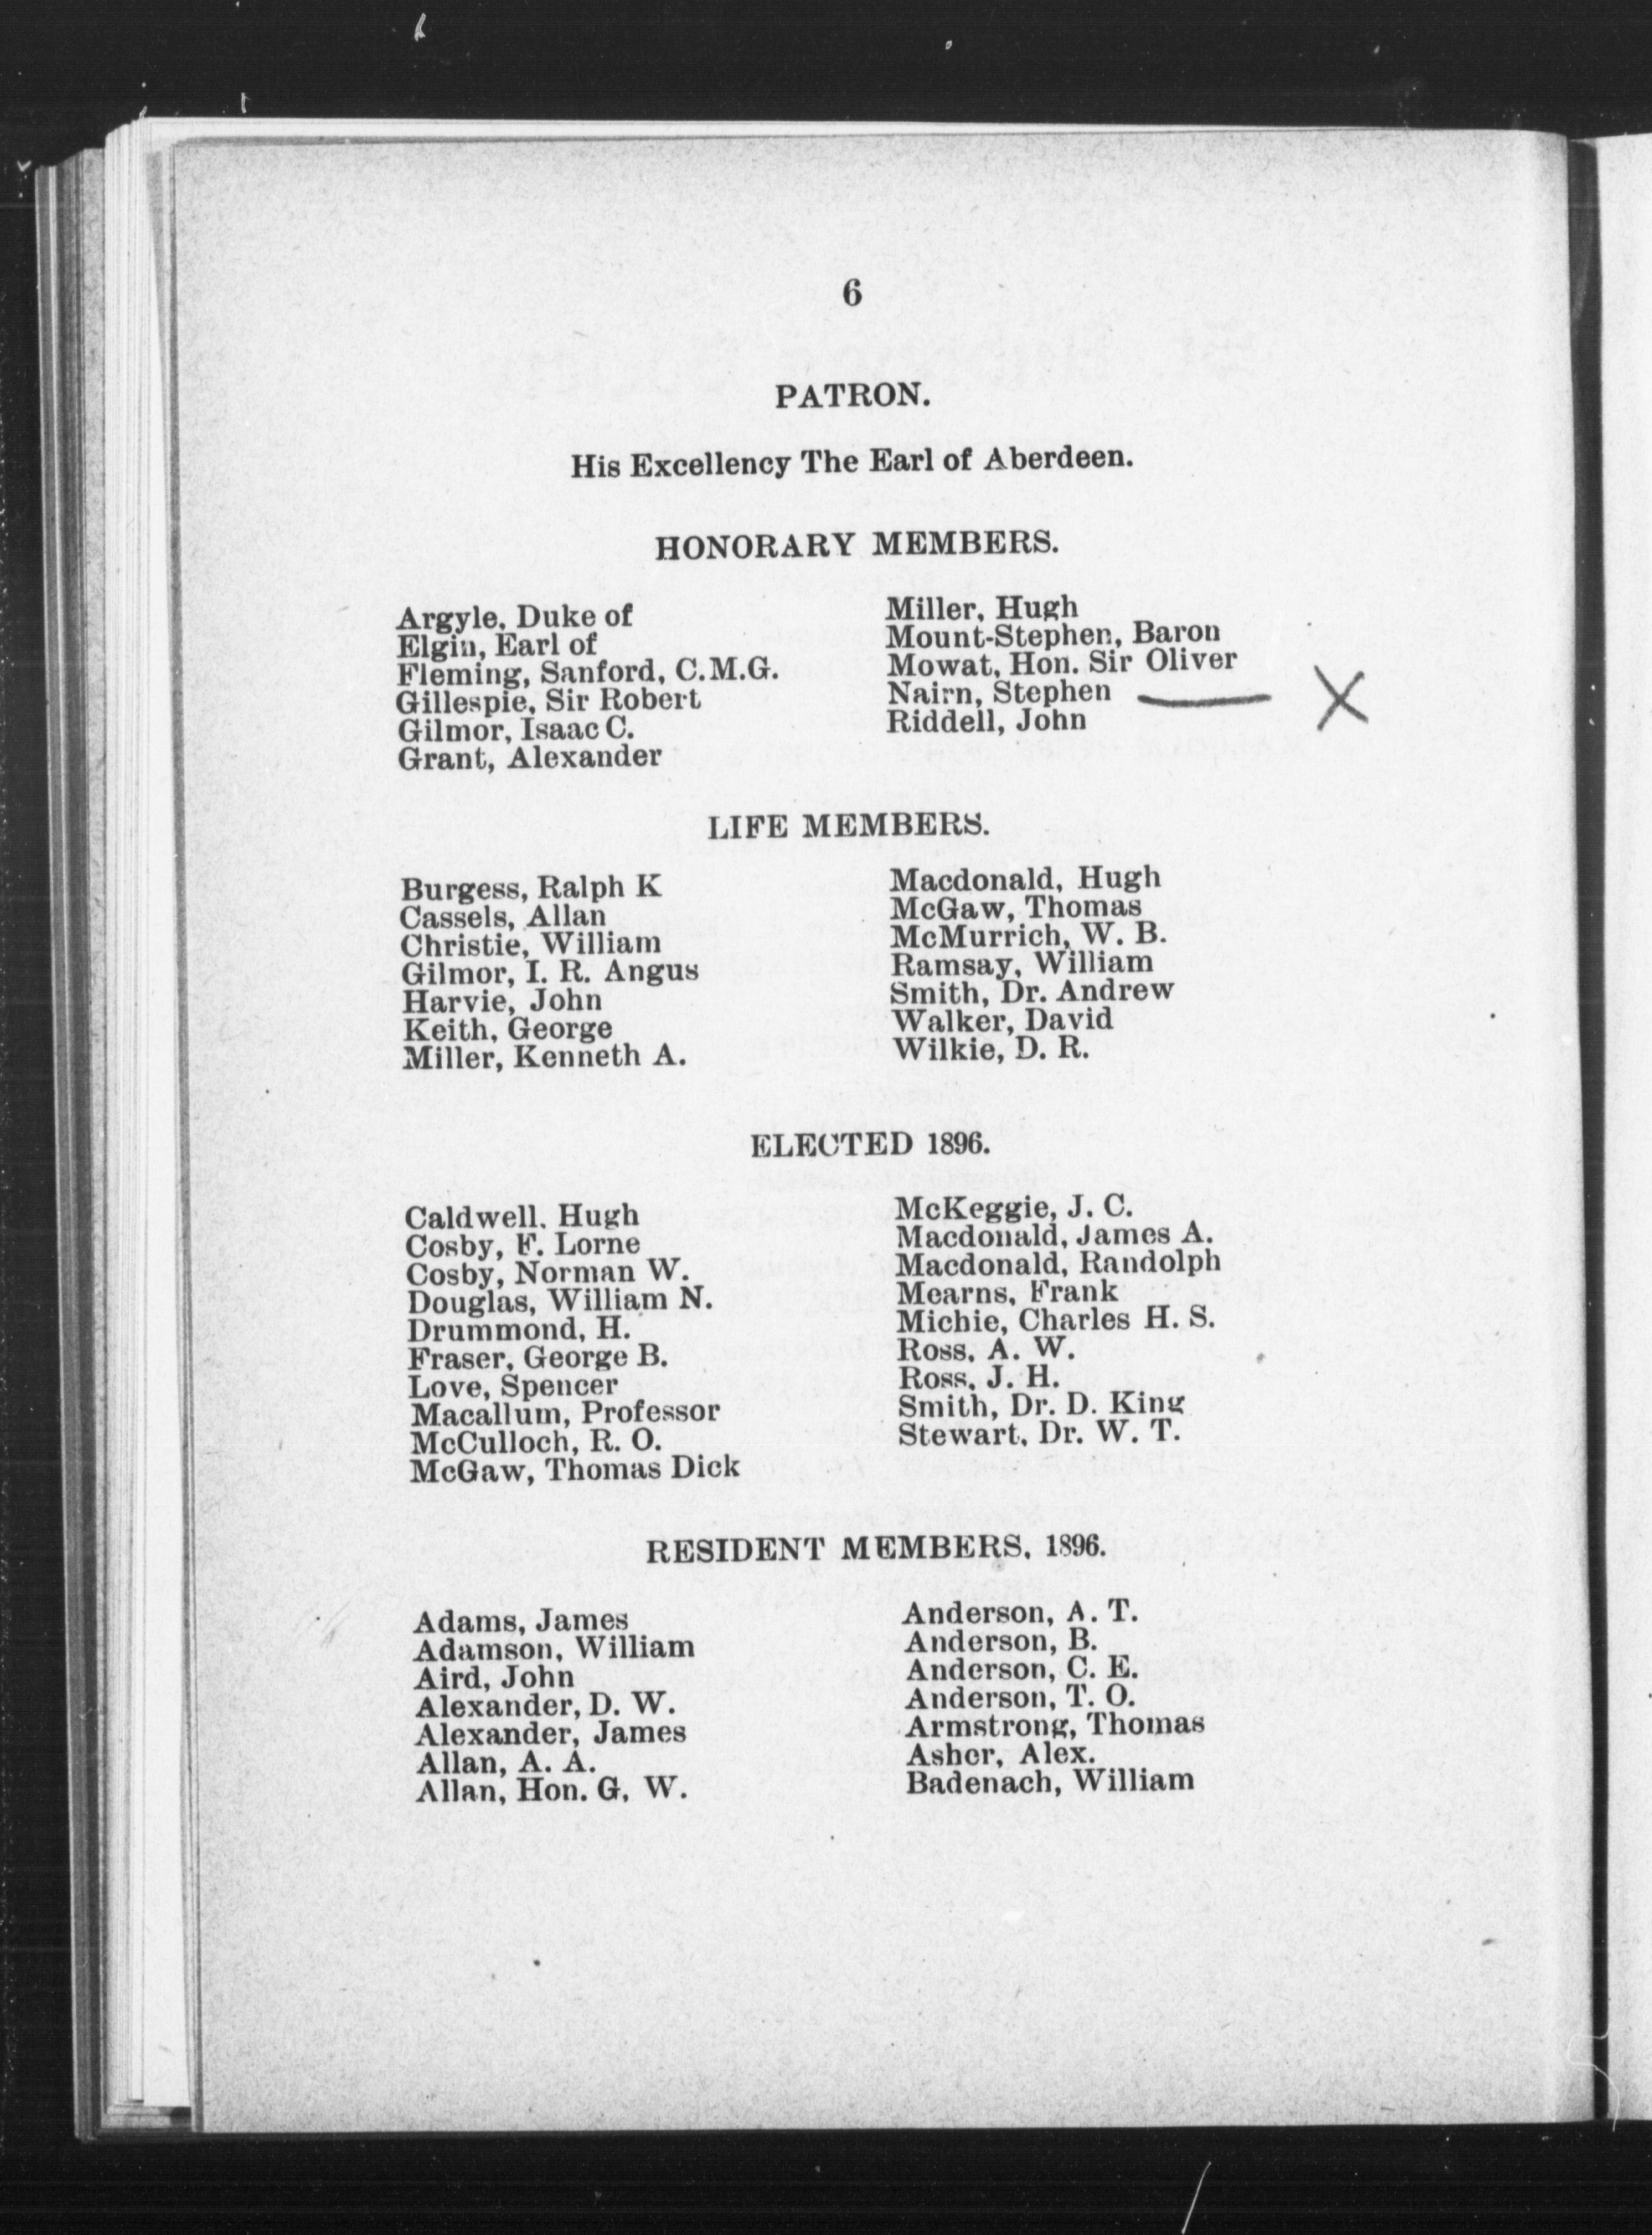 6
PATRON.
His Excellency The Earl of Aberdeen.
HONORARY MEMBERS.
Argyle, Duke of
Elgin, Earl of
Fleming, Sanford, C.M.G.
Gillespie, Sir Robert
Gilmor, Isaac C.
Grant, Alexander
Miller, Hugh
Mount-Stephen, Baron
Mowat, Hon. Sir Oliver
Nairn, Stephen — X
Riddell, John
LIFE MEMBERS.
Burgess, Ralph K
Cassels, Allan
Christie, William
Gilmor, I. R. Angus
Harvie, John
Keith, George
Miller, Kenneth A.
Macdonald, Hugh
McGaw, Thomas
McMurrich, W. B.
Ramsay, William
Smith, Dr. Andrew
Walker, David
Wilkie, D. R.
ELECTED 1896.
Caldwell. Hugh
Cosby, F. Lorne
Cosby, Norman W.
Douglas, William N.
Drummond, H.
Fraser, George B.
Love, Spencer
Macallum, Professor
McCulloch, R. O.
McGaw, Thomas Dick
McKeggie, J. C.
Macdonald, James A.
Macdonald, Randolph
Mearns, Frank
Michie, Charles H. S.
Ross, A. W.
Ross, J. H.
Smith, Dr. D. King
Stewart, Dr. W. T.
RESIDENT MEMBERS, 1896.
Adams, James
Adamson, William
Aird, John
Alexander, D. W.
Alexander, James
Allan, A. A.
Allan, Hon. G, W.
Anderson, A. T.
Anderson, B.
Anderson, C. E.
Anderson, T. O.
Armstrong, Thomas
Asher, Alex.
Badenach, William